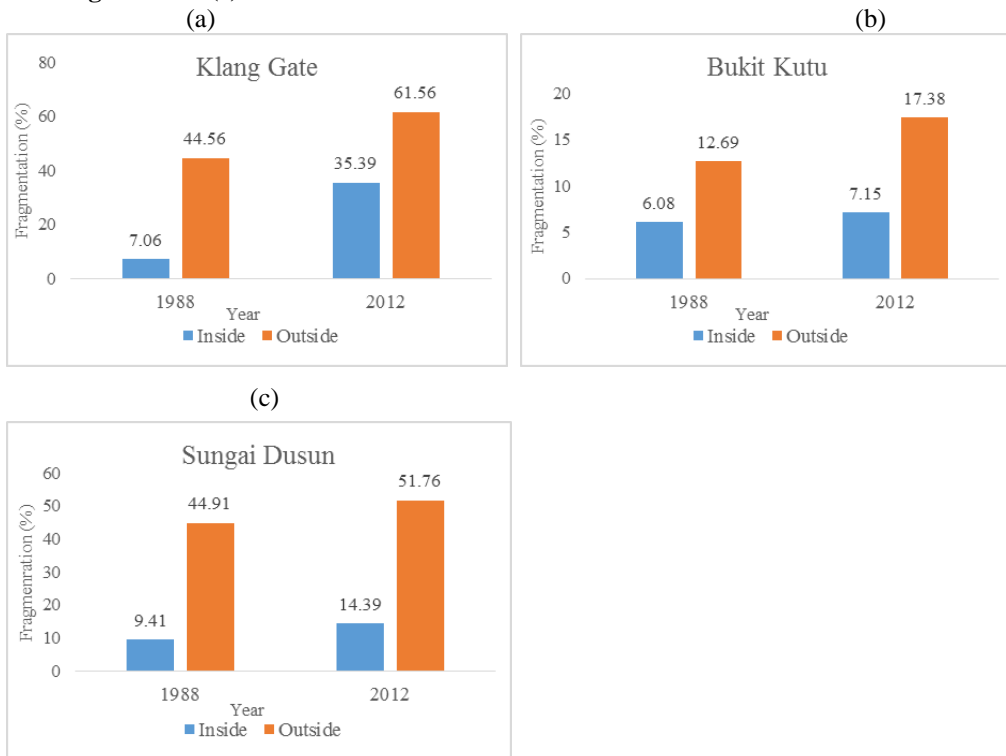 (a)
Klang Gate
Fragmentation (%)
80
60
40
20
0
7.06
44.56
35.39
61.56
1988
2012
Year
Inside
Outside
(b)
Bukit Kutu
Fragmentation (%)
20
15
10
5
0
6.08
12.69
7.15
17.38
1988
2012
Year
Inside
Outside
(c)
Sungai Dusun
Fragmenration (%)
60
50
40
30
20
10
0
9.41
44.91
14.39
51.76
1988
2012
Year
Inside
Outside